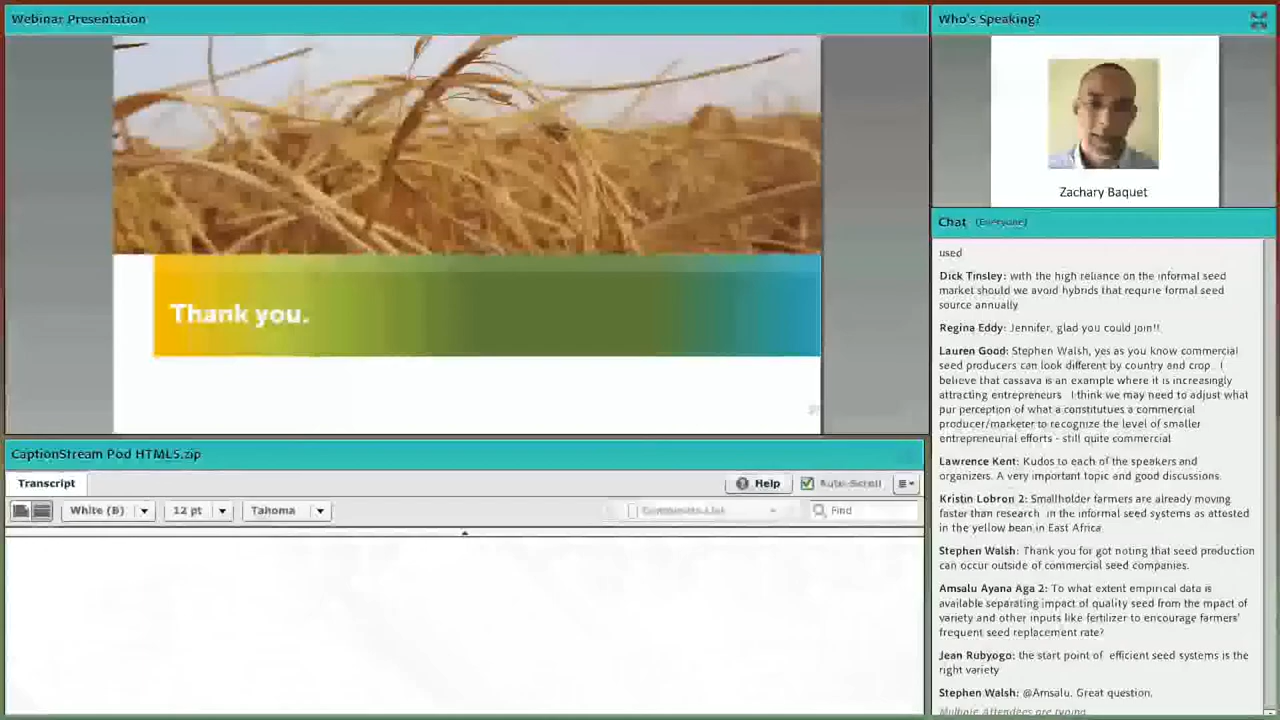 Webinar Presentation
Thank you.
CaptionStream Pod HTML5.zip
Transcript
Help
Auto-Scroll
White (B)
12 pt
Tahoma
Comments List
Find
Who's Speaking?
Zachary Baquet
Chat (Everyone)
used
Dick Tinsley: with the high reliance on the informal seed
market should we avoid hybrids that requrie formal seed
source annually
Regina Eddy: Jennifer, glad you could join!!
Lauren Good: Stephen Walsh, yes as you know commercial
seed producers can look different by country and crop. I
believe that cassava is an example where it is increasingly
attracting entrepreneurs I think we may need to adjust what
pur perception of what a constitutues a commercial
producer/marketer to recognize the level of smaller
entrepreneurial efforts - still quite commercial
Lawrence Kent: Kudos to each of the speakers and
organizers. A very important topic and good discussions.
Kristin Lobron 2: Smallholder farmers are already moving
faster than research in the informal seed systems as attested
in the yellow bean in East Africa
Stephen Walsh: Thank you for got noting that seed production
can occur outside of commercial seed companies.
Amsalu Ayana Aga 2: To what extent empirical data is
available separating impact of quality seed from the mpact of
variety and other inputs like fertilizer to encourage farmers'
frequent seed replacement rate?
Jean Rubyogo: the start point of efficient seed systems is the
right variety
Stephen Walsh: @Amsalu. Great question.
Multiple Attendees are typing